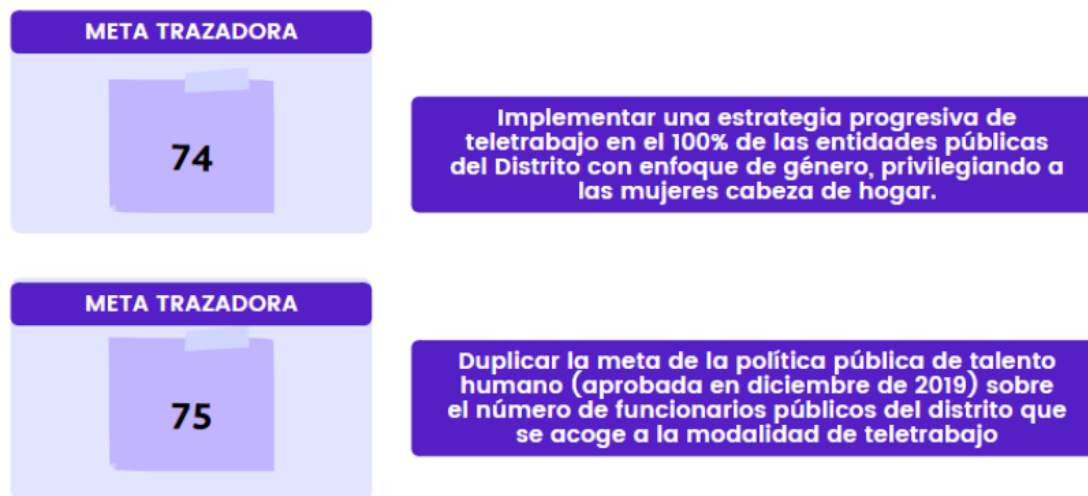 META TRAZADORA
74
Implementar una estrategia progresiva de
teletrabajo en el 100% de las entidades públicas
del Distrito con enfoque de género, privilegiando a
las mujeres cabeza de hogar.
META TRAZADORA
75
Duplicar la meta de la política pública de talento
humano (aprobada en diciembre de 2019) sobre
el número de funcionarios públicos del distrito que
se acoge a la modalidad de teletrabajo